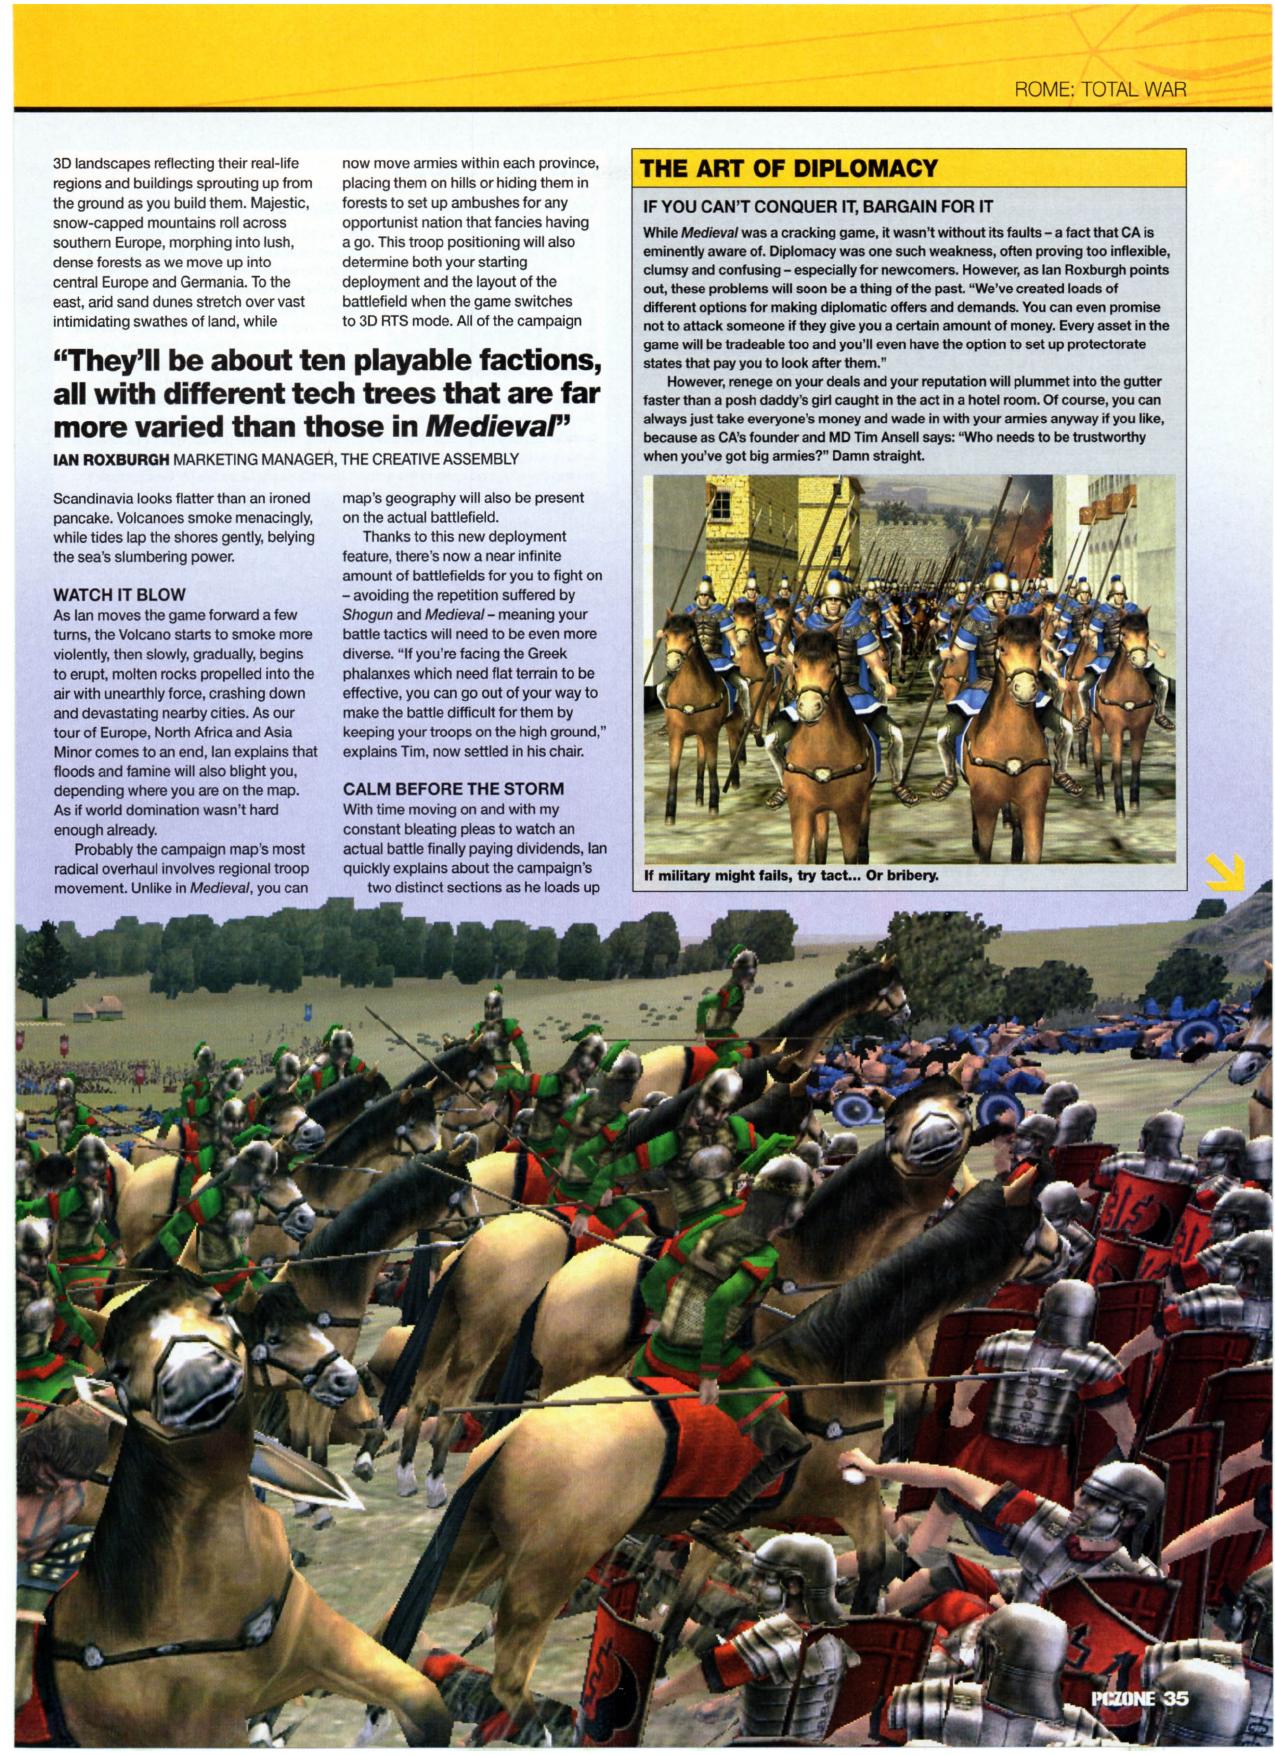 ROME: TOTAL WAR
3D landscapes reflecting their real-life
regions and buildings sprouting up from
the ground as you build them. Majestic,
snow-capped mountains roll across
southern Europe, morphing into lush,
dense forests as we move up into
central Europe and Germania. To the
east, arid sand dunes stretch over vast
intimidating swathes of land, while
Scandinavia looks flatter than an ironed
pancake. Volcanoes smoke menacingly,
while tides lap the shores gently, belying
the sea's slumbering power.
WATCH IT BLOW
As Ian moves the game forward a few
turns, the Volcano starts to smoke more
violently, then slowly, gradually, begins
to erupt, molten rocks propelled into the
air with unearthly force, crashing down
and devastating nearby cities. As our
tour of Europe, North Africa and Asia
Minor comes to an end, Ian explains that
floods and famine will also blight you,
depending where you are on the map.
As if world domination wasn't hard
enough already.
Probably the campaign map's most
radical overhaul involves regional troop
movement. Unlike in Medieval, you can
now move armies within each province,
placing them on hills or hiding them in
forests to set up ambushes for any
opportunist nation that fancies having
a go. This troop positioning will also
determine both your starting
deployment and the layout of the
battlefield when the game switches
to 3D RTS mode. All of the campaign
map's geography will also be present
on the actual battlefield.
Thanks to this new deployment
feature, there's now a near infinite
amount of battlefields for you to fight on
– avoiding the repetition suffered by
Shogun and Medieval – meaning your
battle tactics will need to be even more
diverse. "If you're facing the Greek
phalanxes which need flat terrain to be
effective, you can go out of your way to
make the battle difficult for them by
keeping your troops on the high ground,"
explains Tim, now settled in his chair.
CALM BEFORE THE STORM
With time moving on and with my
constant bleating pleas to watch an
actual battle finally paying dividends, Ian
quickly explains about the campaign's
two distinct sections as he loads up
"They'll be about ten playable factions,
all with different tech trees that are far
more varied than those in Medieval"
IAN ROXBURGH MARKETING MANAGER, THE CREATIVE ASSEMBLY
THE ART OF DIPLOMACY
IF YOU CAN'T CONQUER IT, BARGAIN FOR IT
While Medieval was a cracking game, it wasn't without its faults – a fact that CA is
eminently aware of. Diplomacy was one such weakness, often proving too inflexible,
clumsy and confusing – especially for newcomers. However, as Ian Roxburgh points
out, these problems will soon be a thing of the past. "We've created loads of
different options for making diplomatic offers and demands. You can even promise
not to attack someone if they give you a certain amount of money. Every asset in the
game will be tradeable too and you'll even have the option to set up protectorate
states that pay you to look after them."
However, renege on your deals and your reputation will plummet into the gutter
faster than a posh daddy's girl caught in the act in a hotel room. Of course, you can
always just take everyone's money and wade in with your armies anyway if you like,
because as CA's founder and MD Tim Ansell says: "Who needs to be trustworthy
when you've got big armies?" Damn straight.
If military might fails, try tact... Or bribery.
PCZONE 35